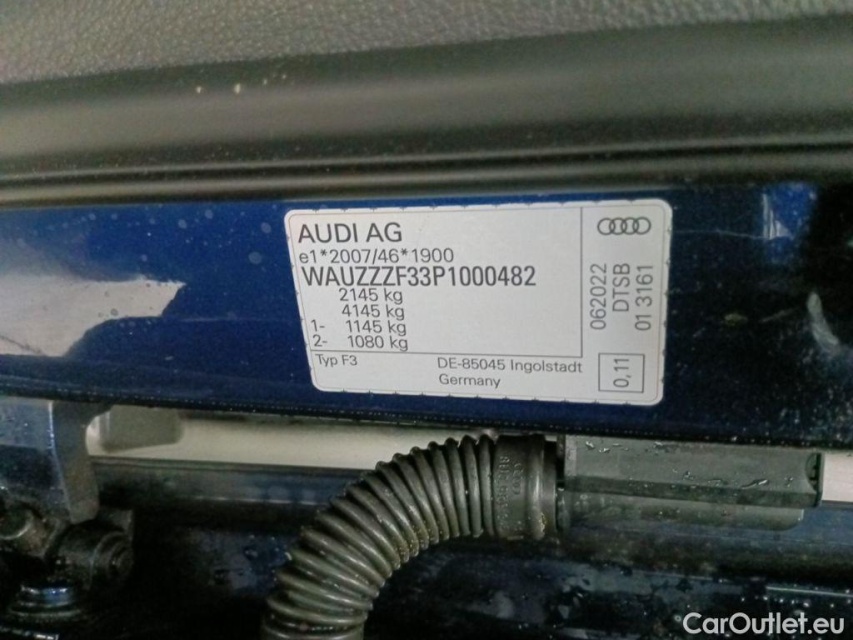 AUDI AG
e1*2007/46*1900
WAUZZZF33P1000482
2145 kg
4145 kg
1- 1145 kg
2- 1080 kg
Typ F3
DE-85045 Ingolstadt
Germany
062022
DTSB
01 3161
0,11
CarOutlet.eu